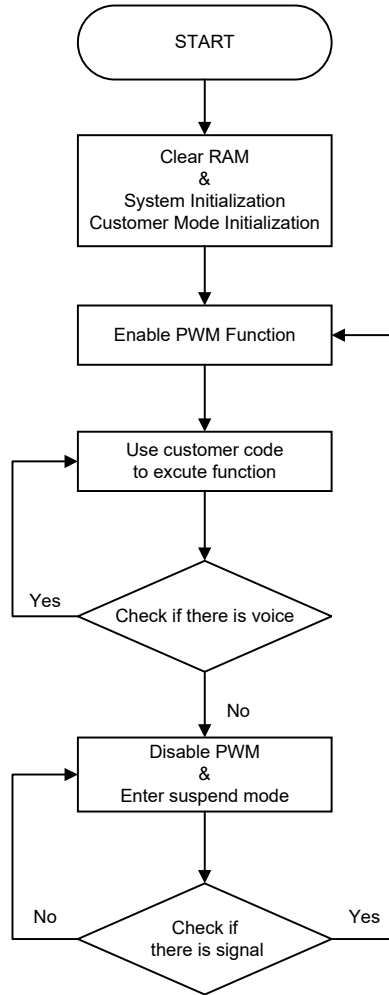 START
Clear RAM
&
System Initialization
Customer Mode Initialization
Enable PWM Function
Use customer code
to excute function
Yes
Check if there is voice
No
Disable PWM
&
Enter suspend mode
No
Check if
there is signal
Yes